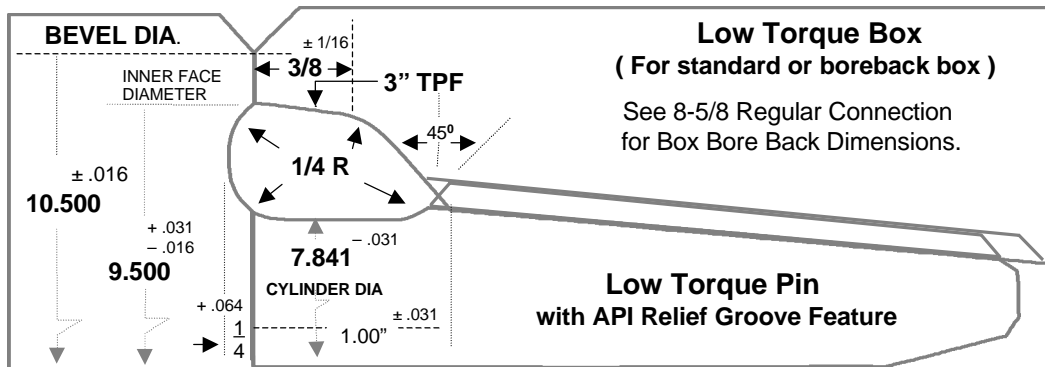 BEVEL DIA.
± 1/16
3/8
Low Torque Box
( For standard or boreback box )
INNER FACE
DIAMETER
3” TPF
See 8-5/8 Regular Connection
for Box Bore Back Dimensions.
45⁰
1/4 R
± .016
10.500
+ .031
− .016
9.500
− .031
7.841
CYLINDER DIA
Low Torque Pin
with API Relief Groove Feature
+ .064
1/4
± .031
1.00”